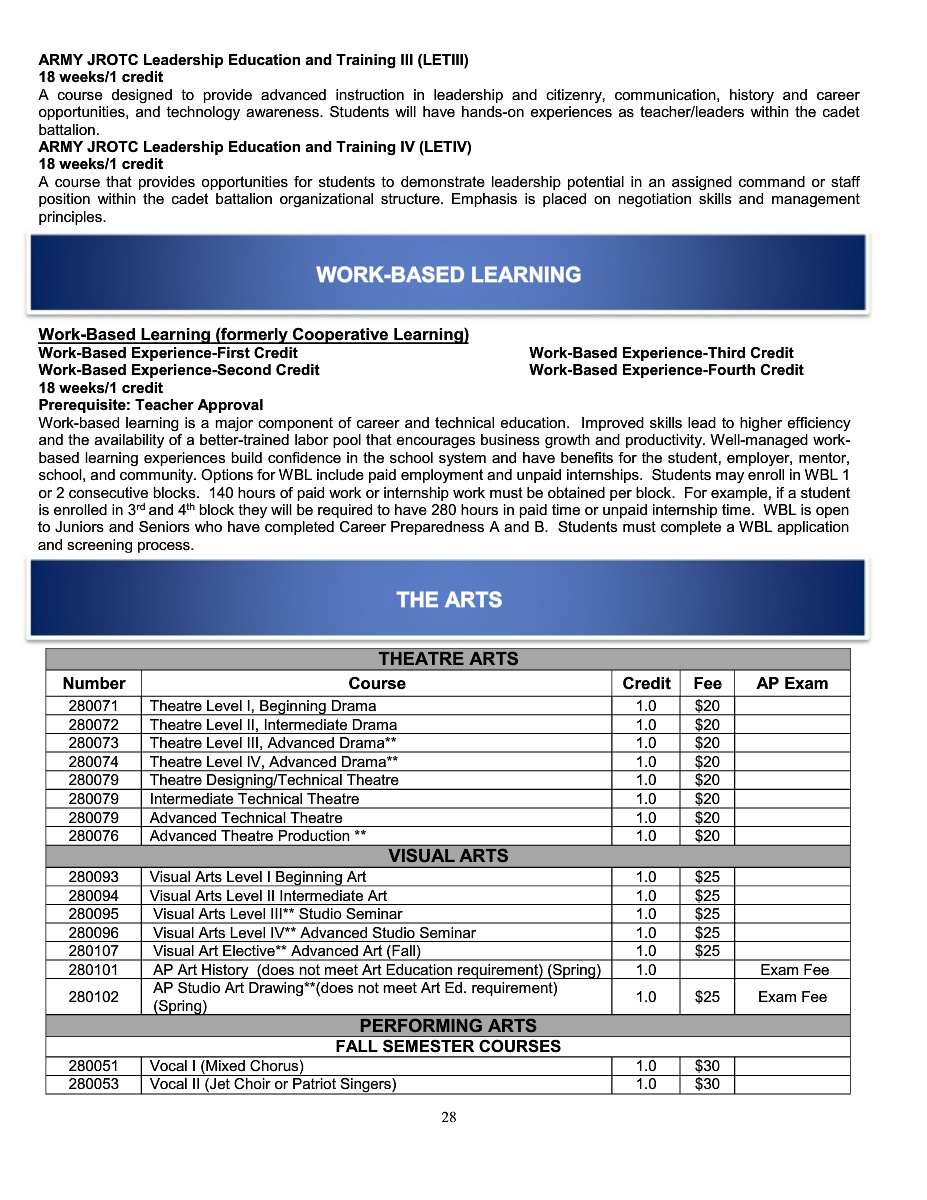 ARMY JROTC Leadership Education and Training III (LETIII)
18 weeks/1 credit
A course designed to provide advanced instruction in leadership and citizenry, communication, history and career
opportunities, and technology awareness. Students will have hands-on experiences as teacher/leaders within the cadet
battalion.
ARMY JROTC Leadership Education and Training IV (LETIV)
18 weeks/1 credit
A course that provides opportunities for students to demonstrate leadership potential in an assigned command or staff
position within the cadet battalion organizational structure. Emphasis is placed on negotiation skills and management
principles.
WORK-BASED LEARNING
Work-Based Learning (formerly Cooperative Learning)
Work-Based Experience-First Credit Work-Based Experience-Third Credit
Work-Based Experience-Second Credit Work-Based Experience-Fourth Credit
18 weeks/1 credit
Prerequisite: Teacher Approval
Work-based learning is a major component of career and technical education. Improved skills lead to higher efficiency
and the availability of a better-trained labor pool that encourages business growth and productivity. Well-managed work-
based learning experiences build confidence in the school system and have benefits for the student, employer, mentor,
school, and community. Options for WBL include paid employment and unpaid internships. Students may enroll in WBL 1
or 2 consecutive blocks. 140 hours of paid work or internship work must be obtained per block. For example, if a student
is enrolled in 3rd and 4th block they will be required to have 280 hours in paid time or unpaid internship time. WBL is open
to Juniors and Seniors who have completed Career Preparedness A and B. Students must complete a WBL application
and screening process.
THE ARTS
THEATRE ARTS
Number Course Credit Fee AP Exam
280071 Theatre Level I, Beginning Drama 1.0 $20
280072 Theatre Level II, Intermediate Drama 1.0 $20
280073 Theatre Level III, Advanced Drama** 1.0 $20
280074 Theatre Level IV, Advanced Drama** 1.0 $20
280079 Theatre Designing/Technical Theatre 1.0 $20
280079 Intermediate Technical Theatre 1.0 $20
280079 Advanced Technical Theatre 1.0 $20
280076 Advanced Theatre Production ** 1.0 $20
VISUAL ARTS
280093 Visual Arts Level I Beginning Art 1.0 $25
280094 Visual Arts Level II Intermediate Art 1.0 $25
280095 Visual Arts Level III** Studio Seminar 1.0 $25
280096 Visual Arts Level IV** Advanced Studio Seminar 1.0 $25
280107 Visual Art Elective** Advanced Art (Fall) 1.0 $25
280101 AP Art History (does not meet Art Education requirement) (Spring) 1.0 Exam Fee
280102 AP Studio Art Drawing**(does not meet Art Ed. requirement) 1.0 $25 Exam Fee
(Spring)
PERFORMING ARTS
FALL SEMESTER COURSES
280051 Vocal I (Mixed Chorus) 1.0 $30
280053 Vocal II (Jet Choir or Patriot Singers) 1.0 $30
28